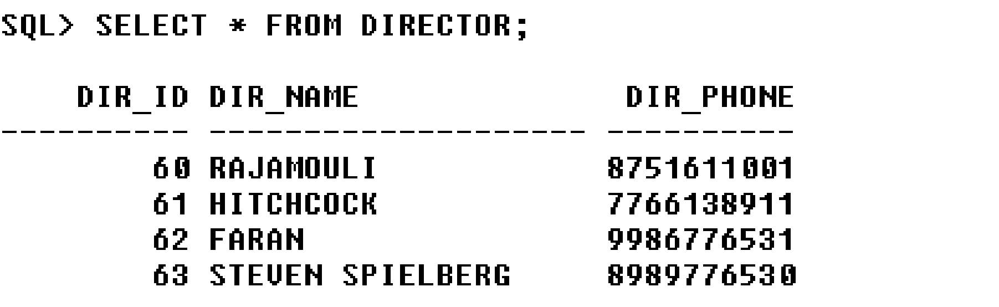 SQL> SELECT * FROM DIRECTOR;
DIR_ID DIR_NAME DIR_PHONE
---------- -------------------- ----------
60 RAJAMOULI 8751611001
61 HITCHCOCK 7766138911
62 FARAN 9986776531
63 STEVEN SPIELBERG 8989776530